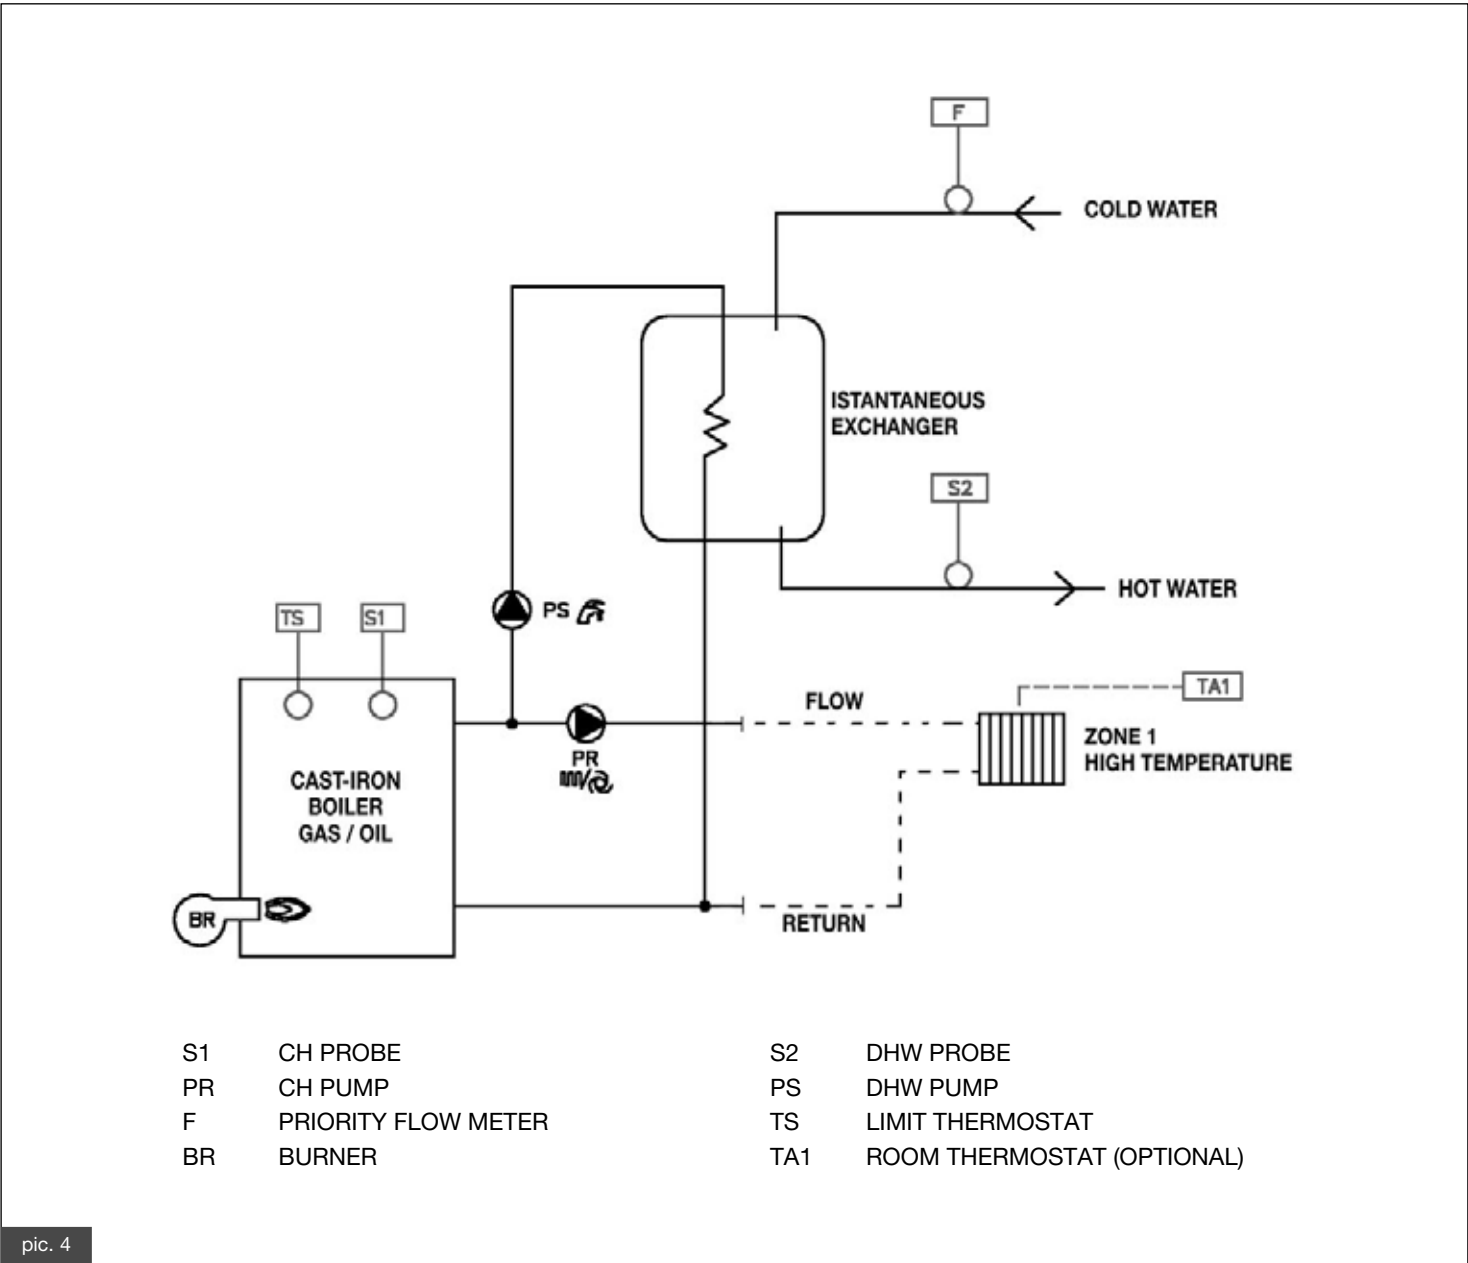 F
COLD WATER
ISTANTANEOUS
EXCHANGER
S2
HOT WATER
PS
TS
S1
FLOW
TA1
ZONE 1
HIGH TEMPERATURE
PR
CAST-IRON
BOILER
GAS / OIL
BR
RETURN
S1 CH PROBE
PR CH PUMP
F PRIORITY FLOW METER
BR BURNER
S2 DHW PROBE
PS DHW PUMP
TS LIMIT THERMOSTAT
TA1 ROOM THERMOSTAT (OPTIONAL)
pic. 4